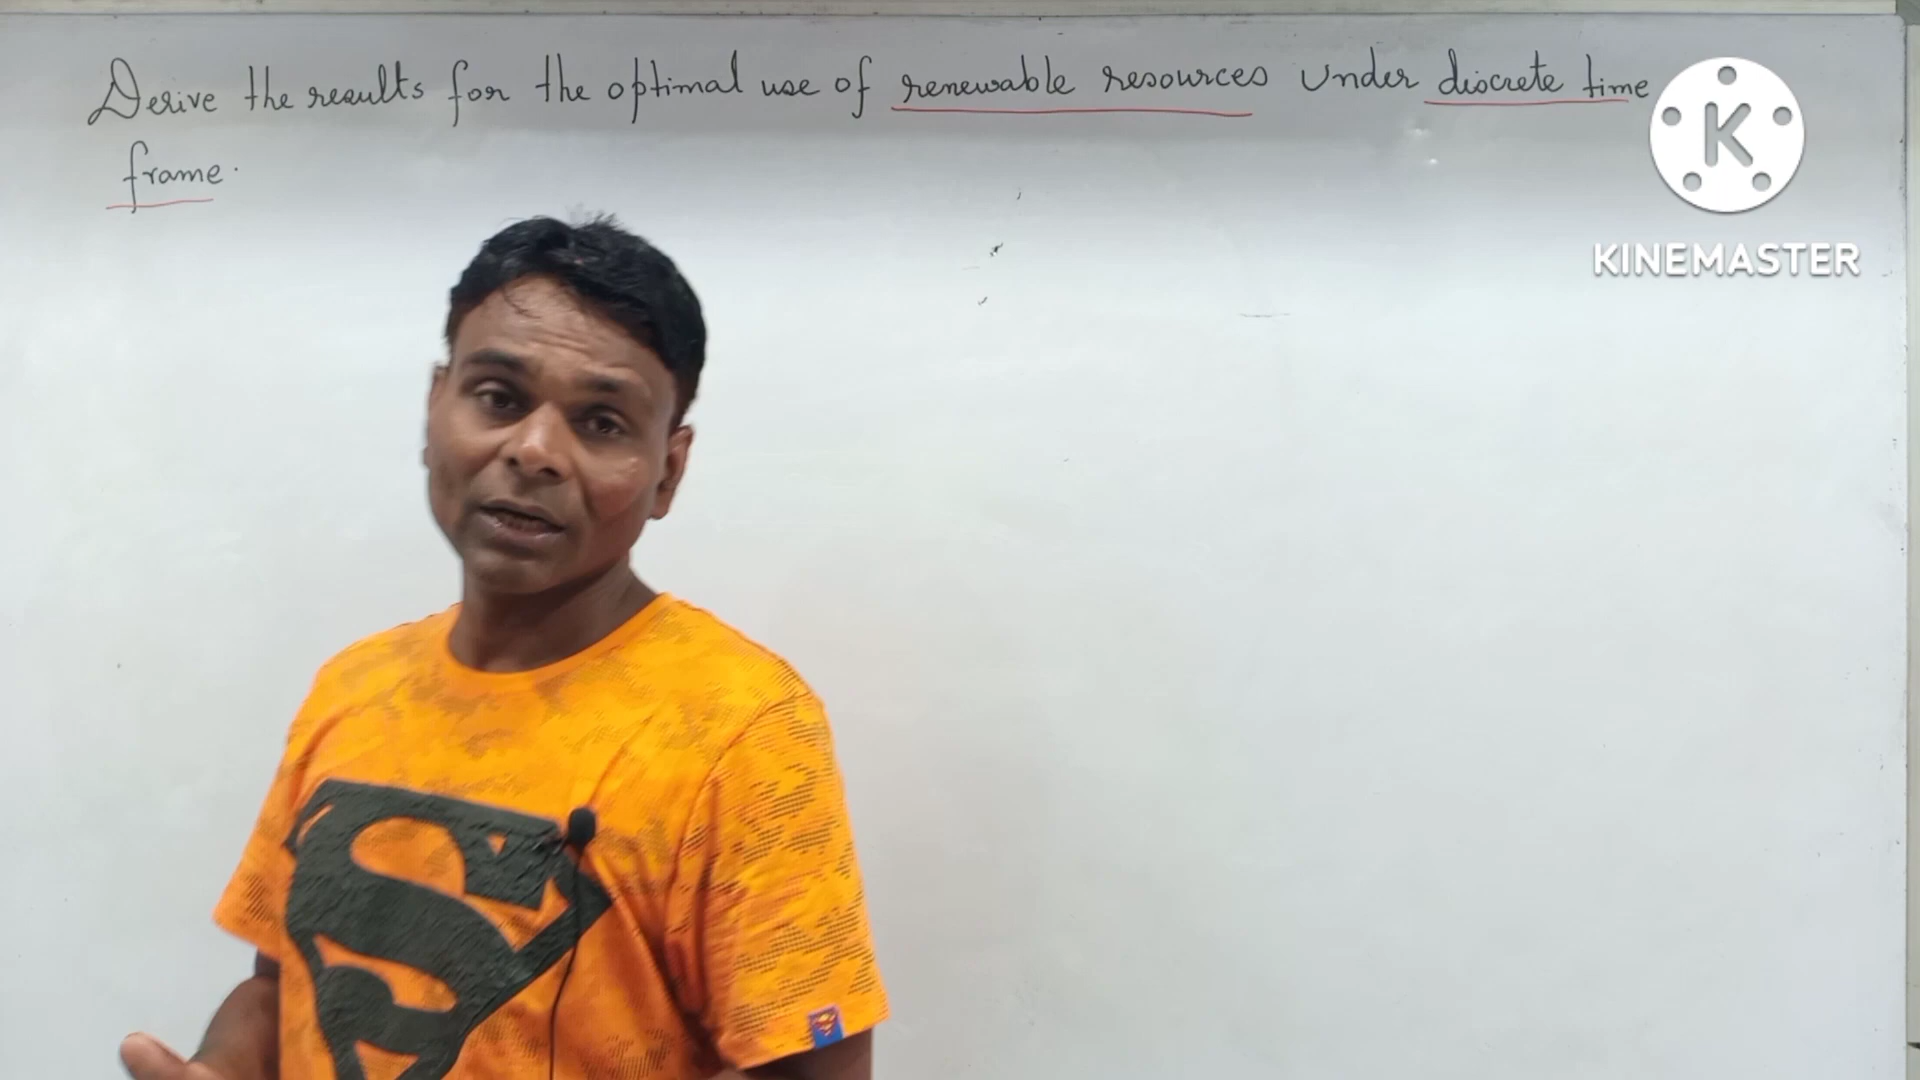 Derive the results for the optimal use of renewable resources under discrete time
frame.
K
KINEMASTER
S